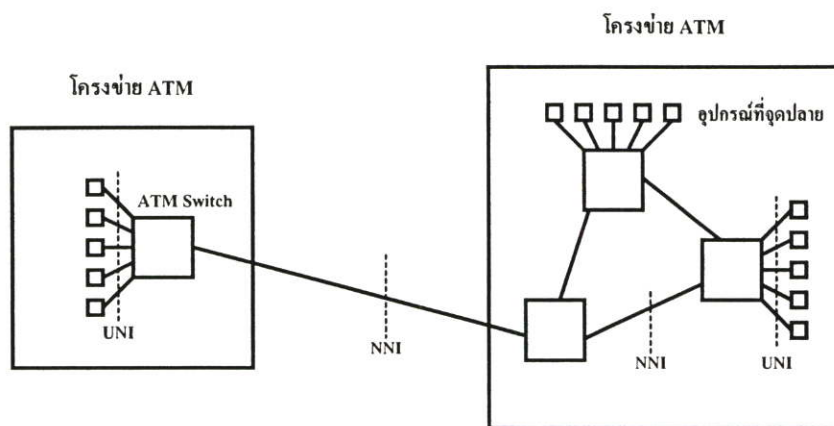 โครงข่าย ATM
โครงข่าย ATM
อุปกรณ์ที่จุดปลาย
ATM Switch
UNI
NNI
NNI
UNI